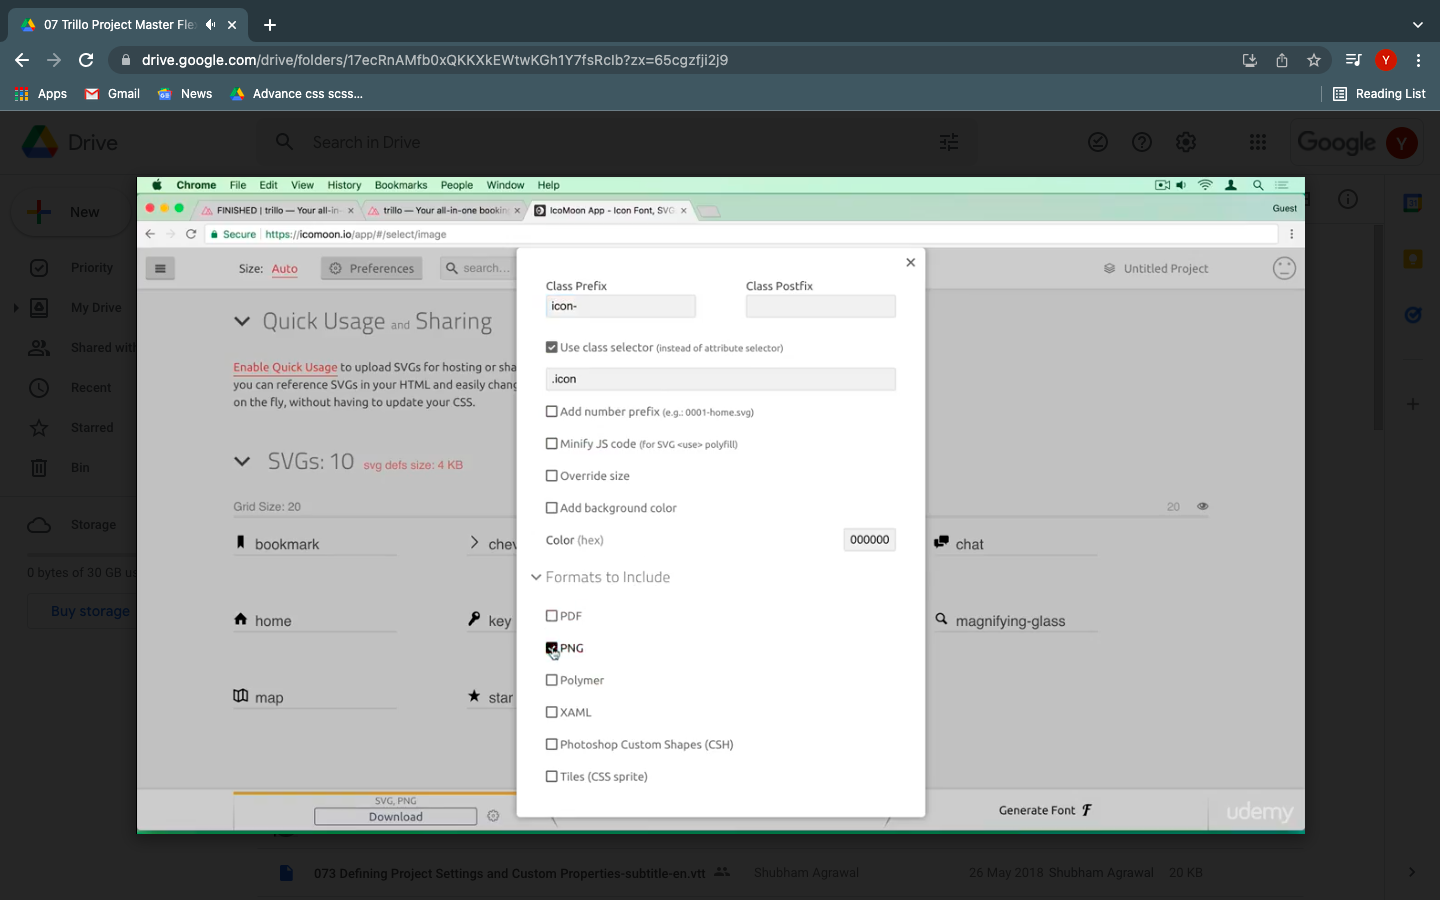 07 Trillo Project Master Fle
drive.google.com/drive/folders/17ecRnAMfb0xQKKXkEWtwKGh1Y7fsRcIb?zx=65cgzfji2j9
Y
Apps
Gmail
News
Advance css scss...
Reading List
Drive
Search in Drive
Google
Y
New
Priority
My Drive
Shared with
Recent
Starred
Bin
Storage
0 bytes of 30 GB us
Buy storage
Chrome File Edit View History Bookmarks People Window Help
FINISHED | trillo — Your all-in-
trillo — Your all-in-one booking
IcoMoon App - Icon Font, SVG
Guest
Secure https://icomoon.io/app/#/select/image
Size: Auto
Preferences
search...
Untitled Project
Quick Usage and Sharing
Enable Quick Usage to upload SVGs for hosting or sha
you can reference SVGs in your HTML and easily chang
on the fly, without having to update your CSS.
SVGs: 10 svg defs size: 4 KB
Grid Size: 20
20
bookmark
chev
chat
home
key
magnifying-glass
map
star
SVG, PNG
Download
Generate Font
udemy
Class Prefix
Class Postfix
icon-
Use class selector (instead of attribute selector)
.icon
Add number prefix (e.g.: 0001-home.svg)
Minify JS code (for SVG <use> polyfill)
Override size
Add background color
Color (hex)
000000
Formats to Include
PDF
PNG
Polymer
XAML
Photoshop Custom Shapes (CSH)
Tiles (CSS sprite)
073 Defining Project Settings and Custom Properties-subtitle-en.vtt
Shubham Agrawal
26 May 2018 Shubham Agrawal
20 KB